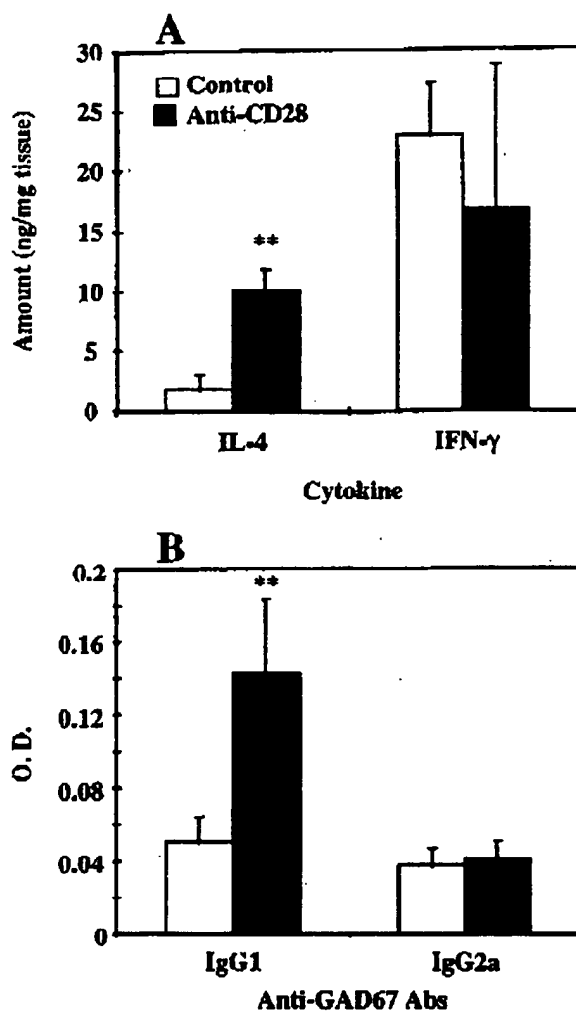 A
30
25
20
15
10
5
0
Amount (ng/mg tissue)
Control
Anti-CD28
**
IL-4 IFN-γ
Cytokine
B
0.2
0.16
0.12
0.08
0.04
0
O. D.
**
IgG1 IgG2a
Anti-GAD67 Abs